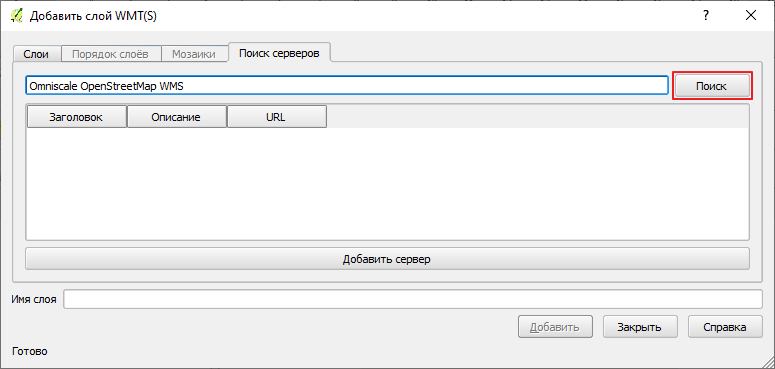 Добавить слой WMT(S)
?
Слои Порядок слоёв Мозаики Поиск серверов
Omniscale OpenStreetMap WMS Поиск
Заголовок Описание URL
Добавить сервер
Имя слоя
Добавить Закрыть Справка
Готово